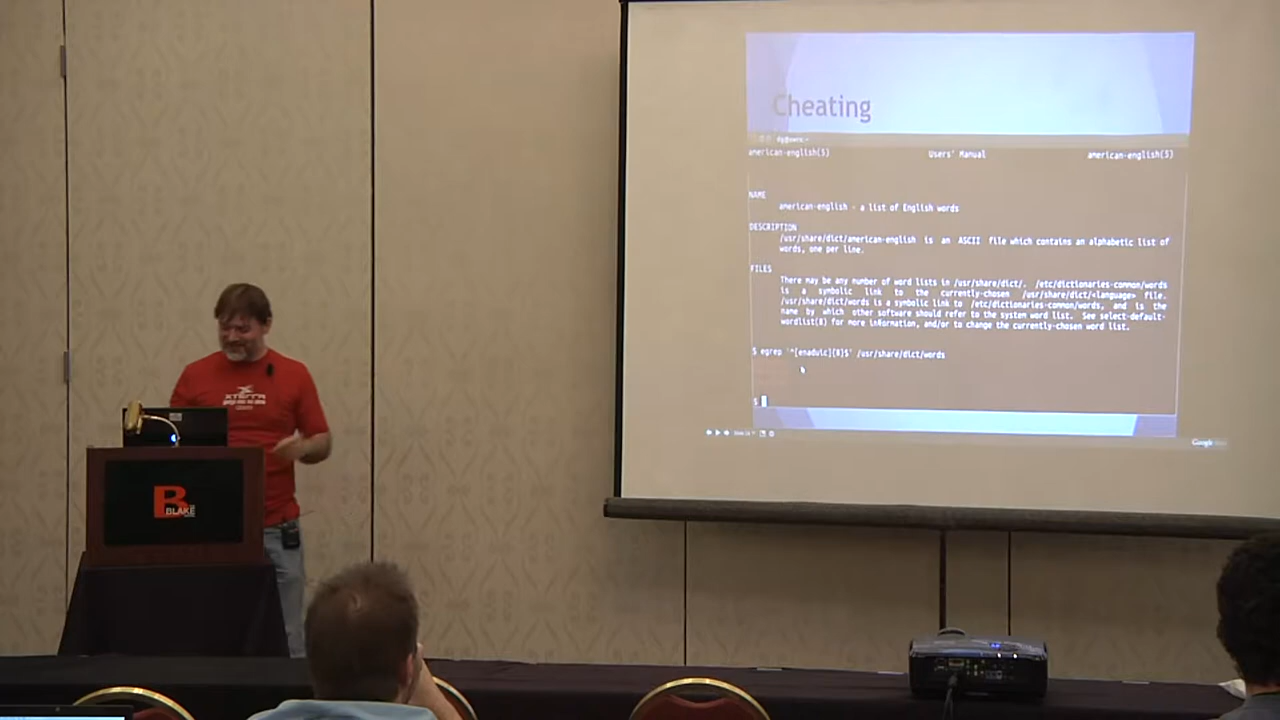 Cheating
american-english(5) Users' Manual american-english(5)
NAME
american-english - a list of English words
DESCRIPTION
/usr/share/dict/american-english is an ASCII file which contains an alphabetic list of
words, one per line.
FILES
There may be any number of word lists in /usr/share/dict/. /etc/dictionaries-common/words
is a symbolic link to the currently-chosen /usr/share/dict/<language> file.
/usr/share/dict/words is a symbolic link to /etc/dictionaries-common/words, and is the
name by which other software should refer to the system word list. See select-default-
wordlist(8) for more information, and/or to change the currently-chosen word list.
$ egrep '^[enaduic]{8}$' /usr/share/dict/words
$
Google
XTERRA
B
BLAKE